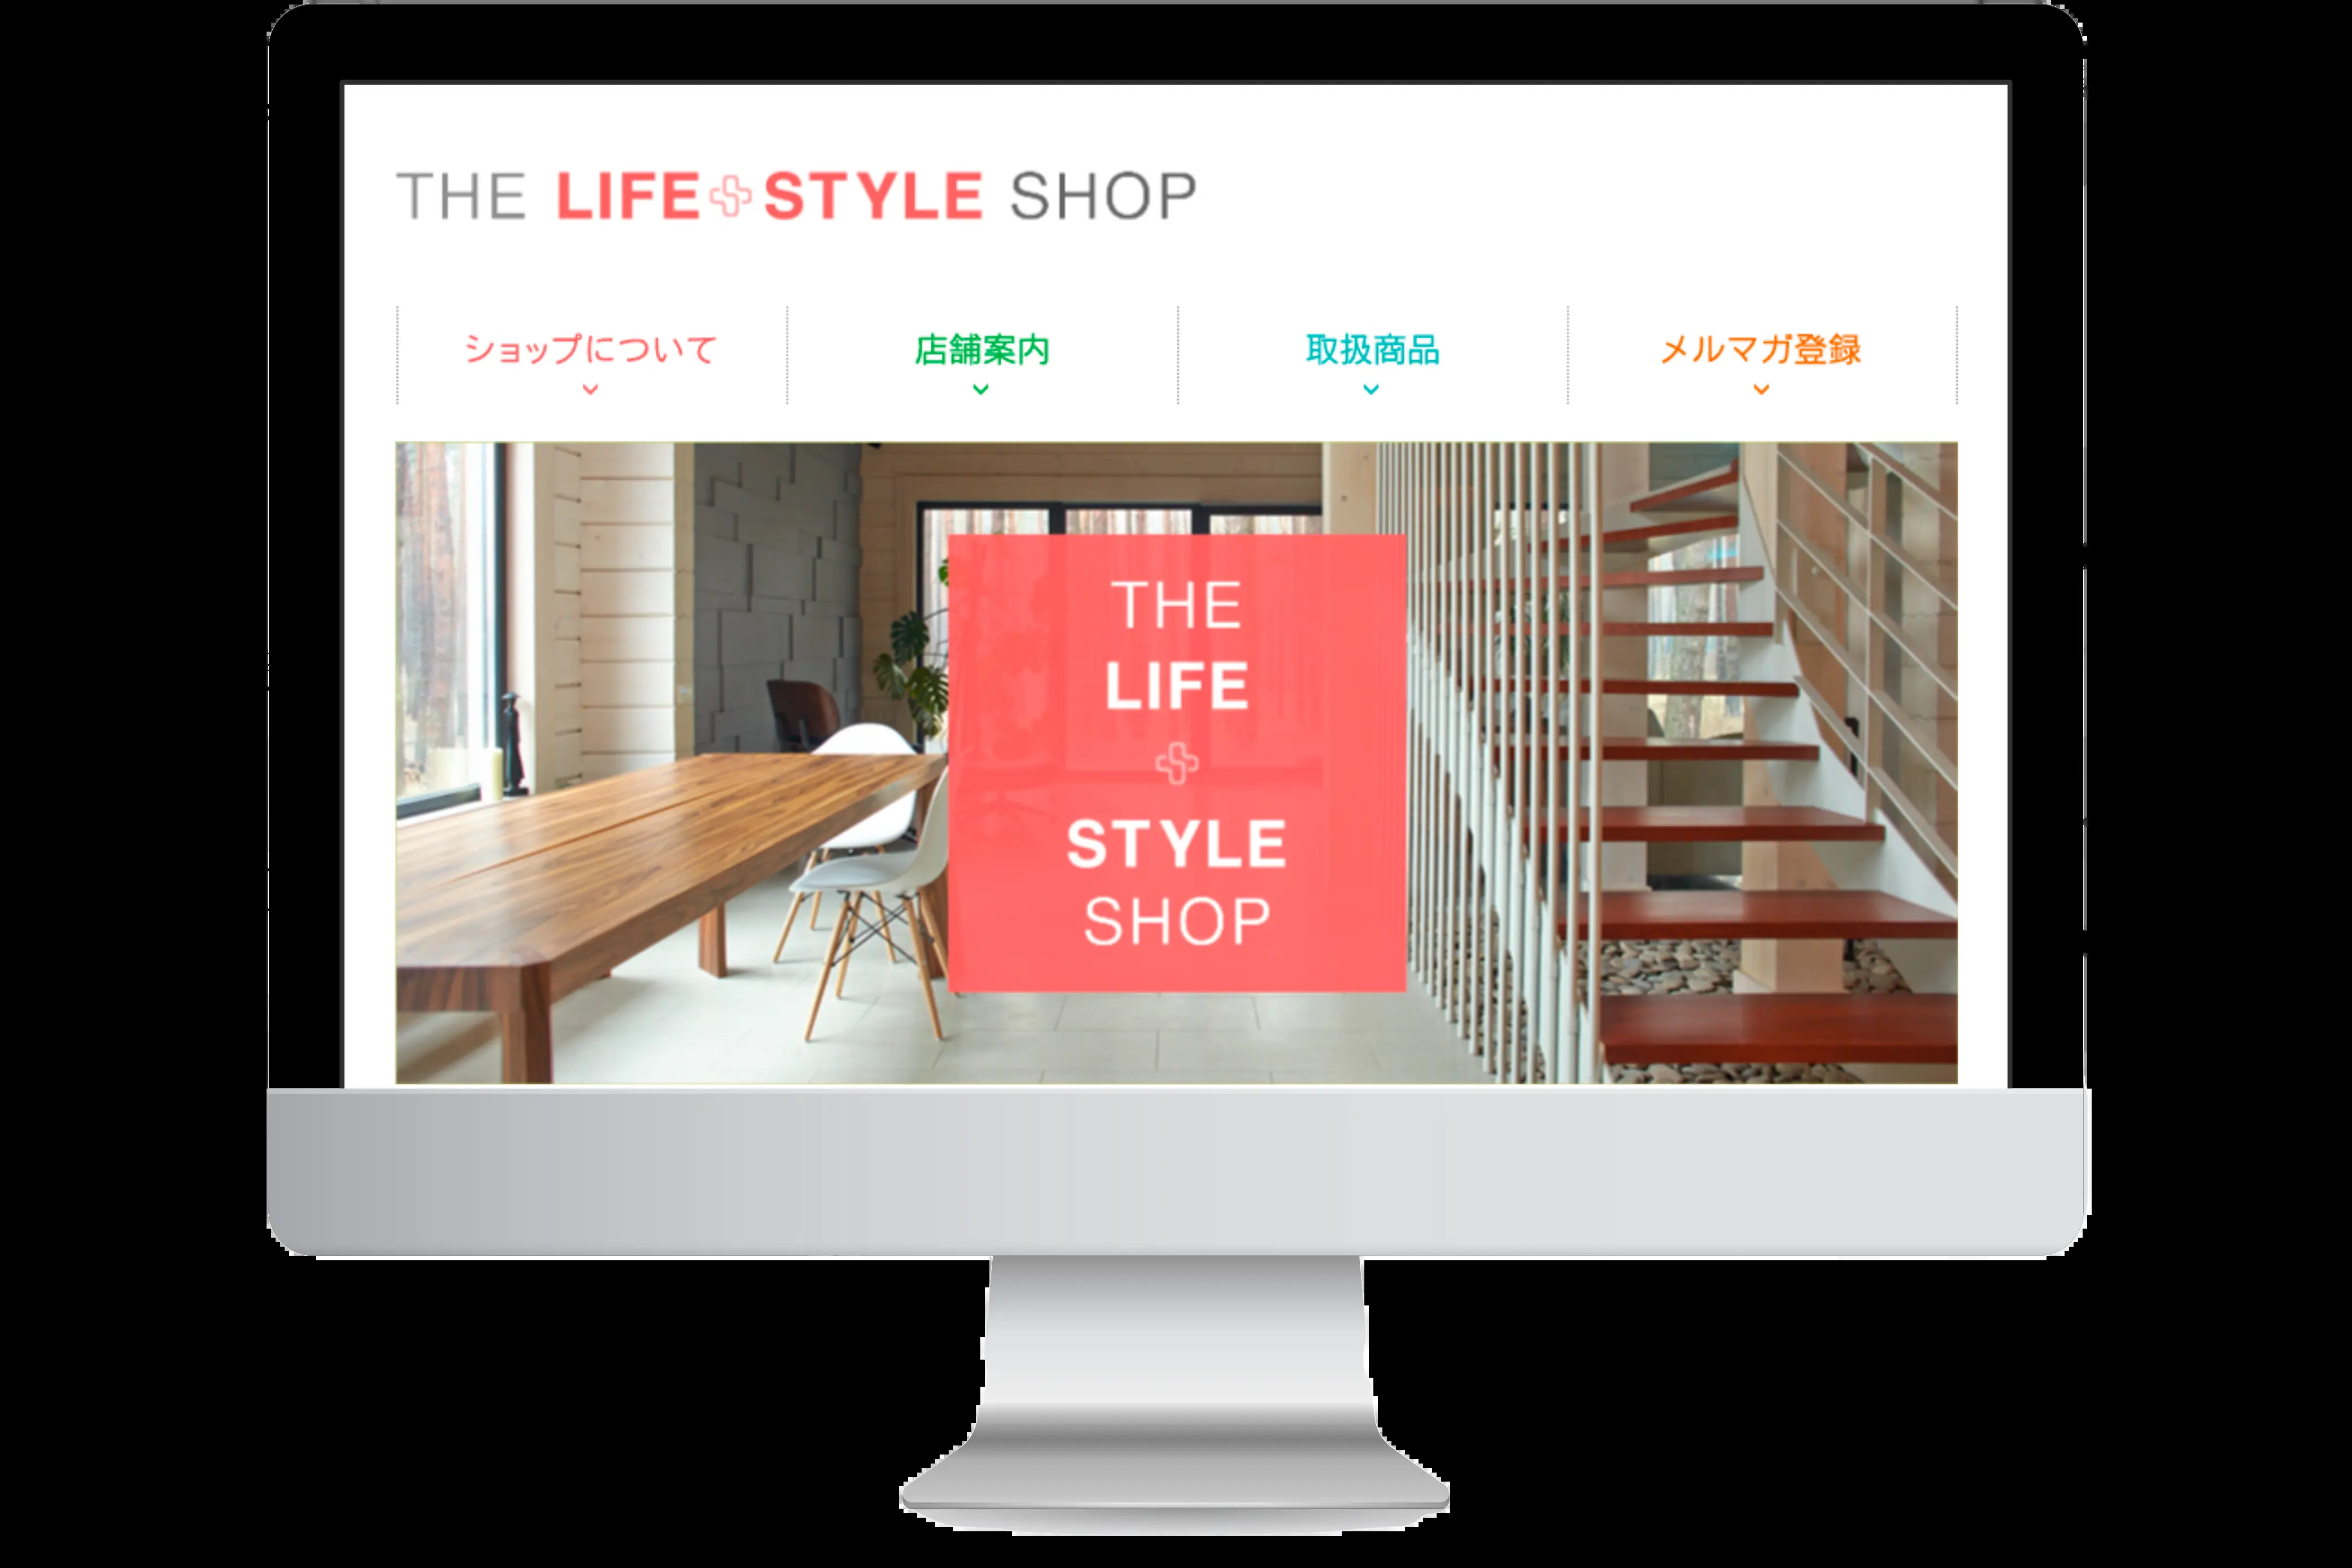 THE LIFE STYLE SHOP
ショップについて
店舗案内
取扱商品
メルマガ登録
THE
LIFE
STYLE
SHOP